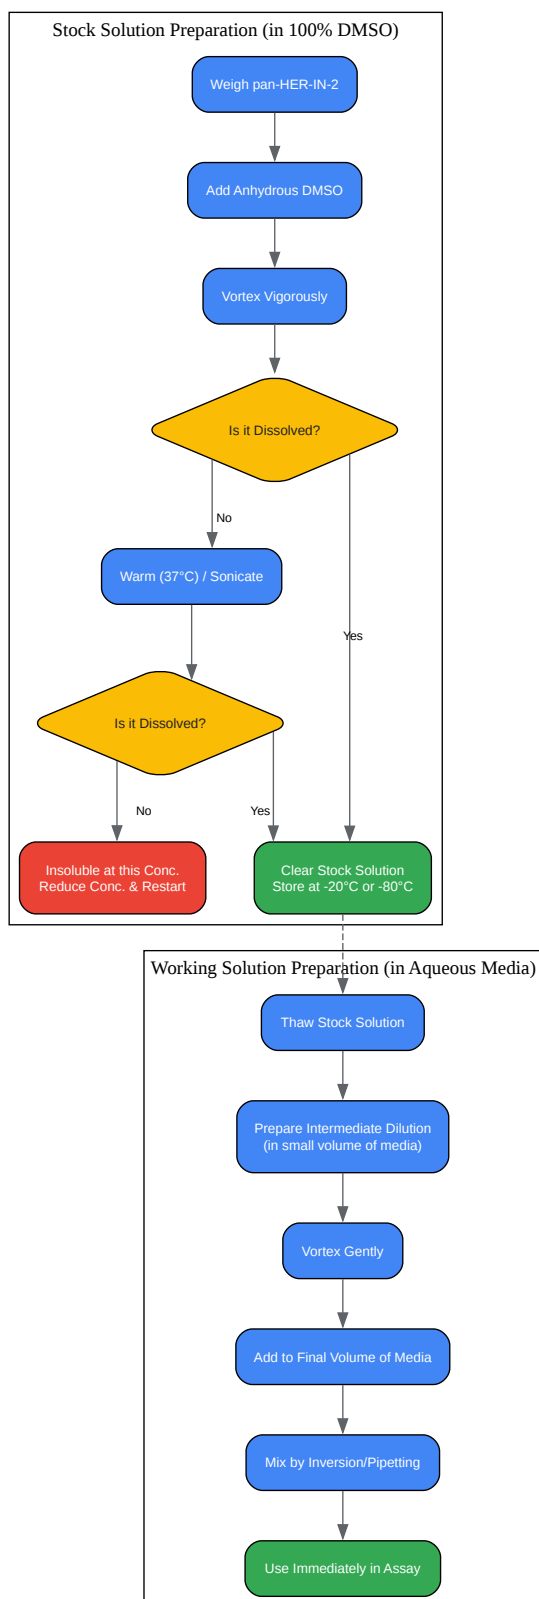 Stock Solution Preparation (in 100% DMSO)
Weigh pan-HER-IN-2
Add Anhydrous DMSO
Vortex Vigorously
Is it Dissolved?
No
Warm (37°C) / Sonicate
Yes
Is it Dissolved?
No
Yes
Insoluble at this Conc.
Reduce Conc. & Restart
Clear Stock Solution
Store at -20°C or -80°C
Working Solution Preparation (in Aqueous Media)
Thaw Stock Solution
Prepare Intermediate Dilution
(in small volume of media)
Vortex Gently
Add to Final Volume of Media
Mix by Inversion/Pipetting
Use Immediately in Assay